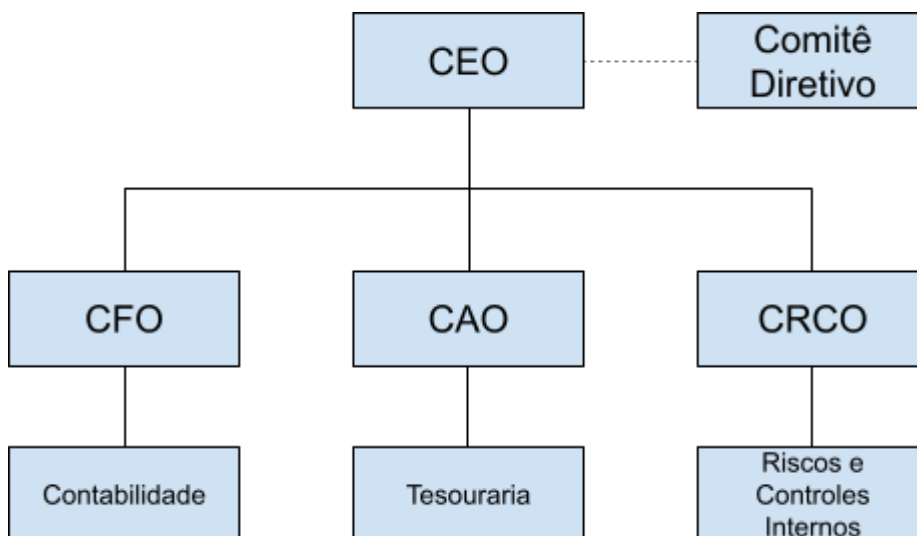 CEO
Comitê
Diretivo
CFO
CAO
CRCO
Contabilidade
Tesouraria
Riscos e
Controles
Internos